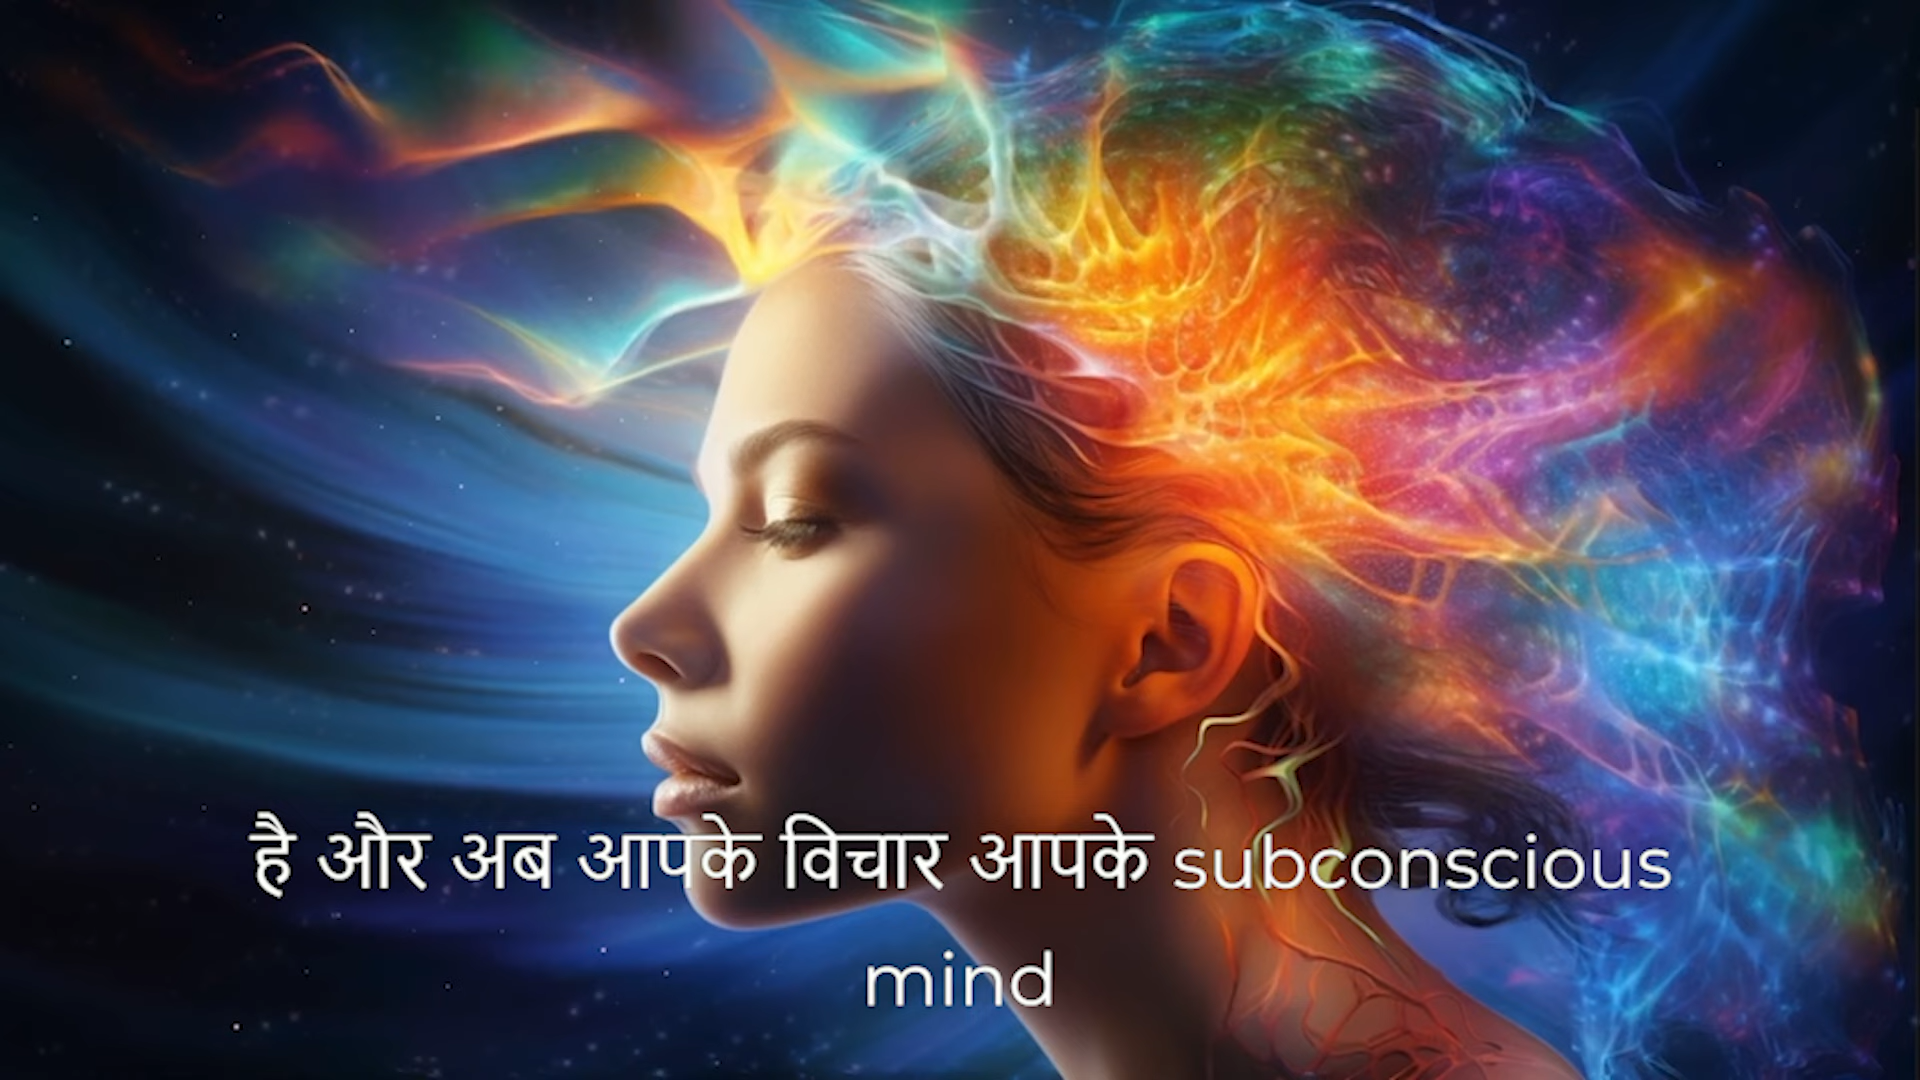 है और अब आपके विचार आपके subconscious
mind